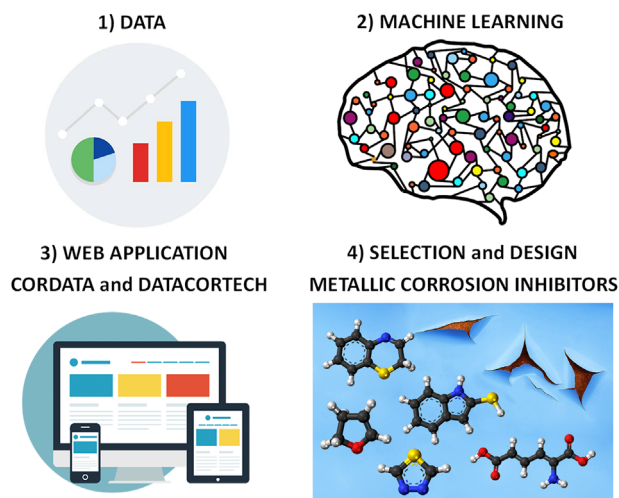 1) DATA
2) MACHINE LEARNING
3) WEB APPLICATION
CORDATA and DATACORTECH
4) SELECTION and DESIGN
METALLIC CORROSION INHIBITORS